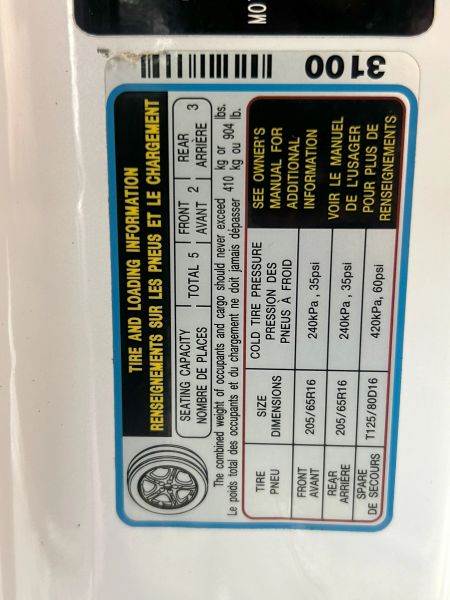 MO
3100
TIRE AND LOADING INFORMATION
RENSEIGNEMENTS SUR LES PNEUS ET LE CHARGEMENT
SEATING CAPACITY TOTAL 5 FRONT 2 REAR 3
NOMBRE DE PLACES AVANT ARRIÈRE
The combined weight of occupants and cargo should never exceed 410 kg or 904 lbs.
Le poids total des occupants et du chargement ne doit jamais dépasser kg ou lb.
TIRE SIZE COLD TIRE PRESSURE
PNEU DIMENSIONS PRESSION DES
PNEUS À FROID
FRONT 205/65R16 240kPa, 35psi
AVANT
REAR 205/65R16 240kPa, 35psi
ARRIÈRE
SPARE T125/80D16 420kPa, 60psi
DE SECOURS
SEE OWNER'S
MANUAL FOR
ADDITIONAL
INFORMATION
VOIR LE MANUEL
DE L'USAGER
POUR PLUS DE
RENSEIGNEMENTS